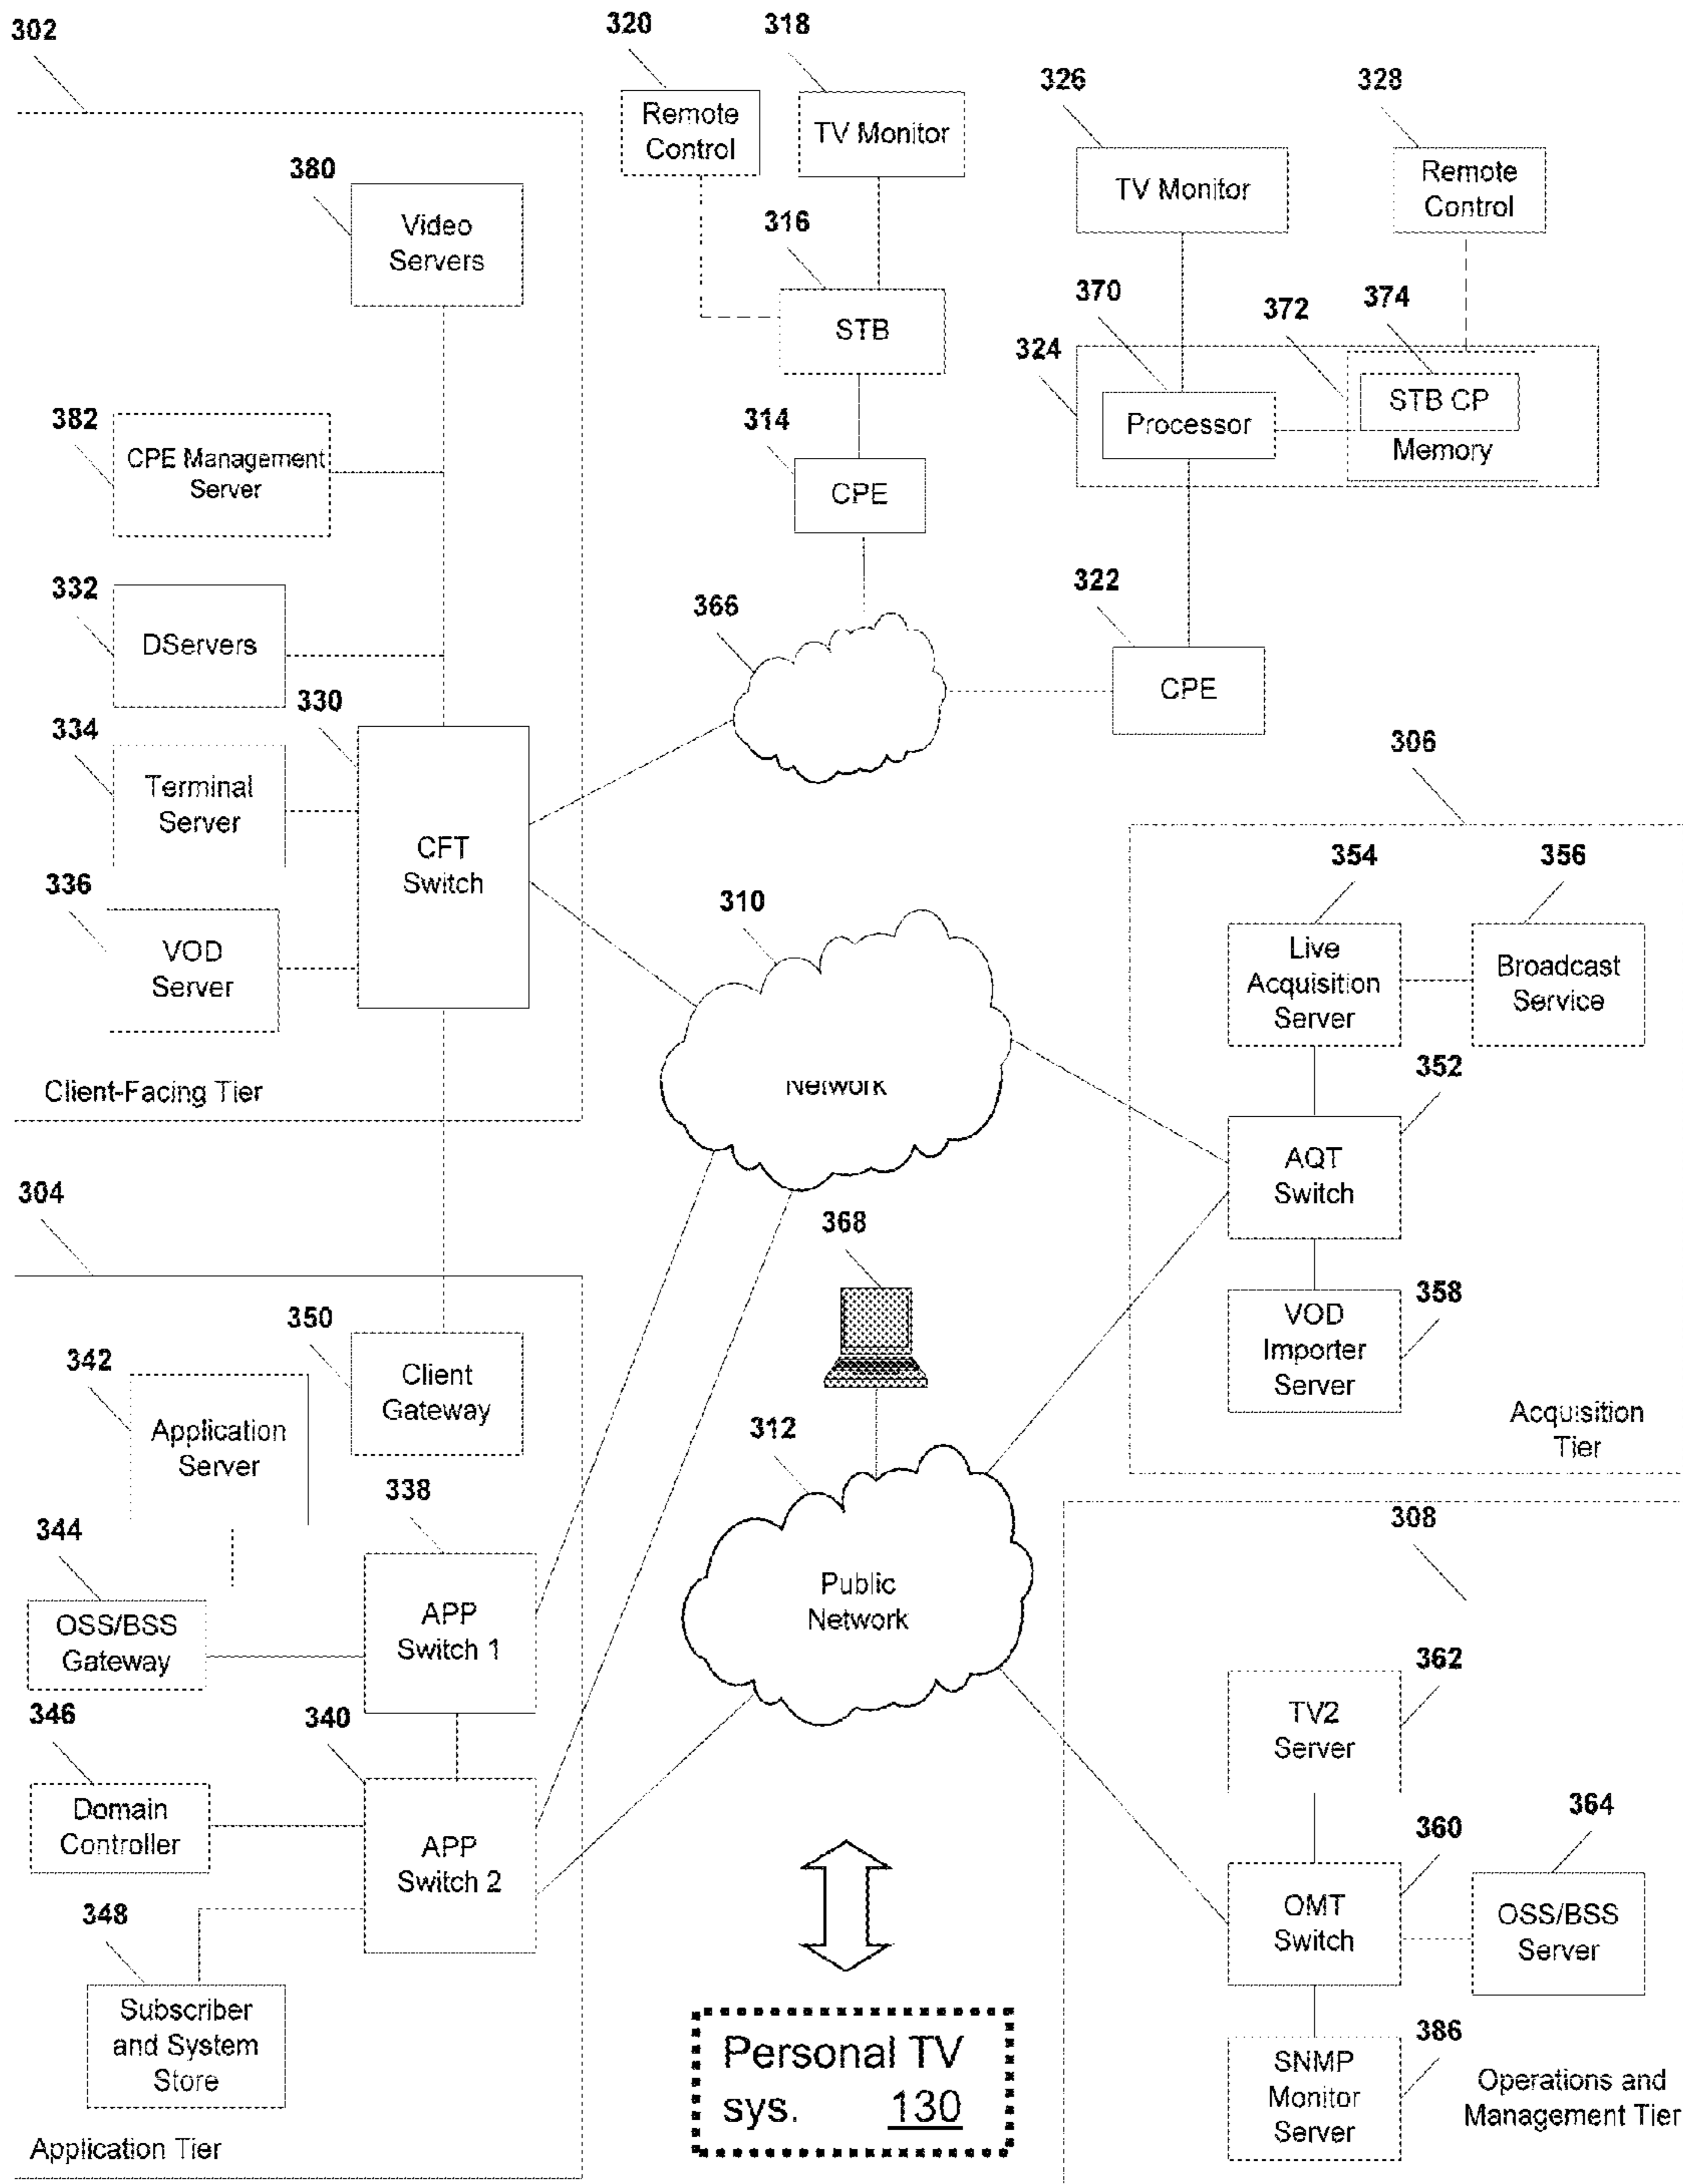 302
320
318
326
328
Remote
Control
TV Monitor
TV Monitor
Remote
Control
380
Video
Servers
316
STB
370
372
374
324
STB CP
Processor
Memory
382
CPE Management
Server
314
CPE
332
DServers
366
322
CPE
330
334
Terminal
Server
CFT
Switch
336
VOD
Server
Client-Facing Tier
306
354
356
Live
Acquisition
Server
Broadcast
Service
310
Network
352
AQT
Switch
358
VOD
Importer
Server
Acquisition
Tier
304
368
350
Client
Gateway
342
Application
Server
312
Public
Network
338
344
OSS/BSS
Gateway
APP
Switch 1
346
340
Domain
Controller
APP
Switch 2
348
Subscriber
and System
Store
Application Tier
308
362
TV2
Server
360
364
OMT
Switch
OSS/BSS
Server
386
SNMP
Monitor
Server
Operations and
Management Tier
Personal TV
sys. 130